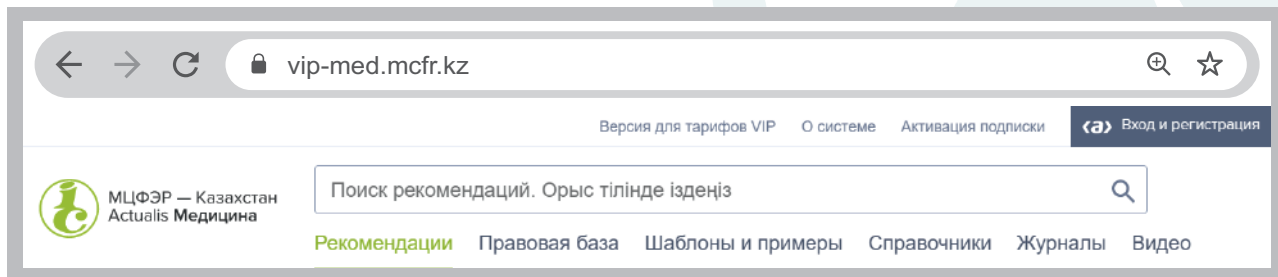 vip-med.mcfr.kz
Версия для тарифов VIP О системе Активация подписки ‹a› Вход и регистрация
МЦФЭР — Казахстан
Actualis Медицина
Поиск рекомендаций. Орыс тілінде іздеңіз
Рекомендации Правовая база Шаблоны и примеры Справочники Журналы Видео